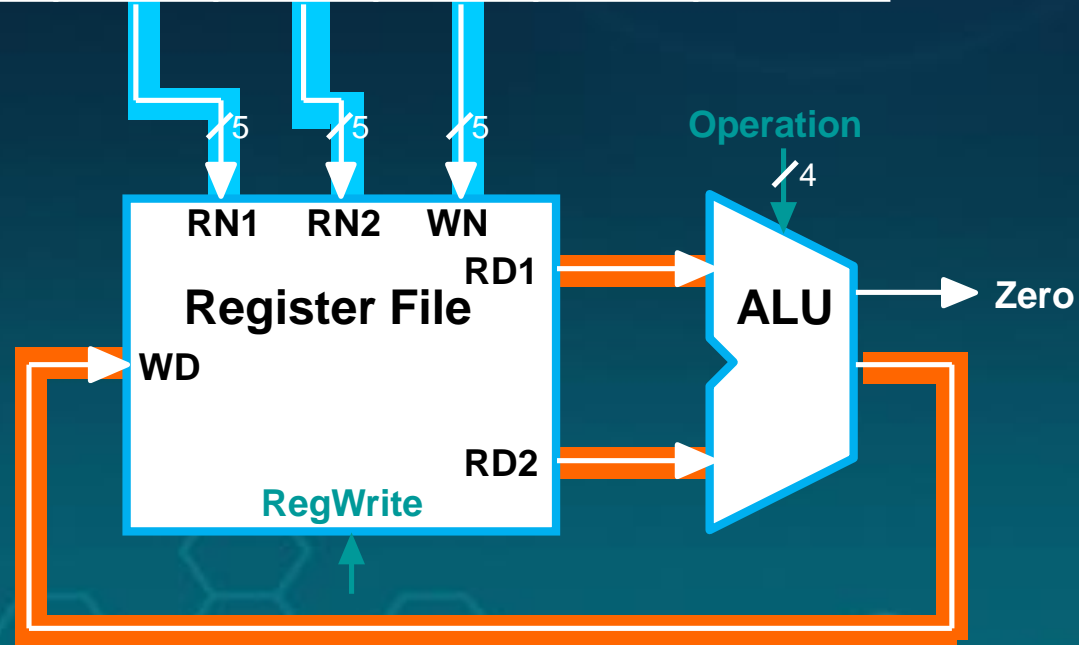 5 5 5
Operation
4
RN1 RN2 WN
RD1
Register File
ALU
Zero
WD
RD2
RegWrite